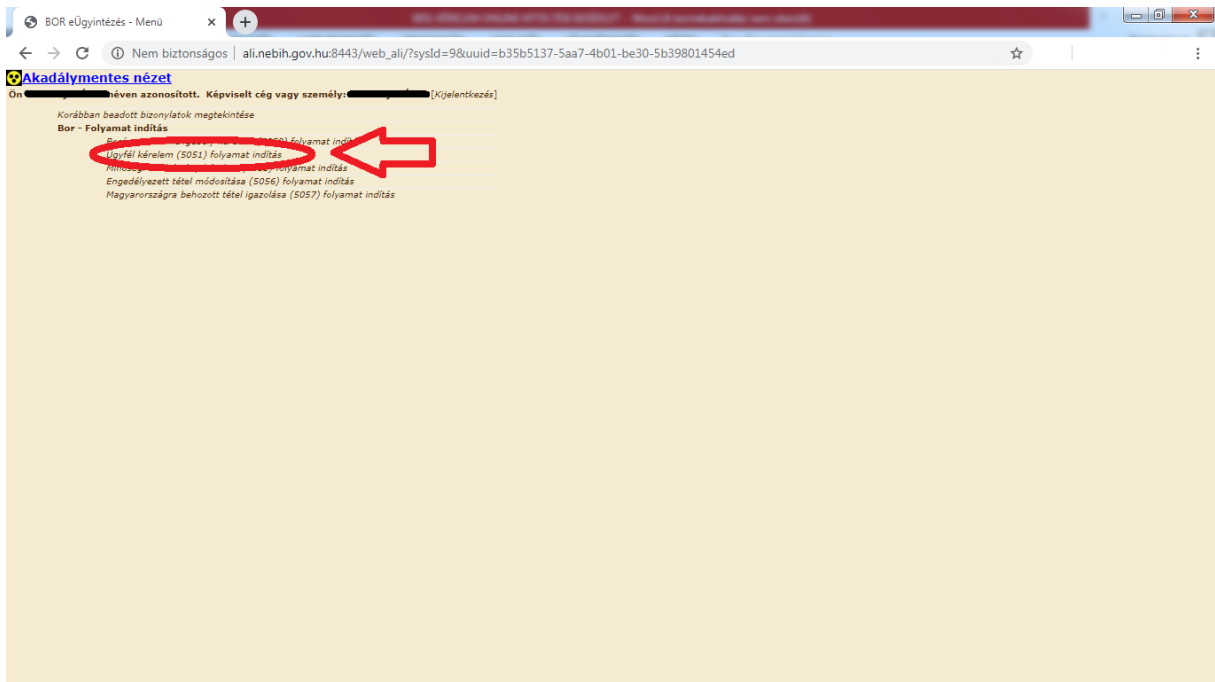 BOR eÜgyintézés - Menü
Nem biztonságos | ali.nebih.gov.hu:8443/web_ali/?sysId=9&uuid=b35b5137-5aa7-4b01-be30-5b39801454ed
Akadálymentes nézet
Ön néven azonosított. Képviselt cég vagy személy: [Kijelentkezés]
Korábban beadott bizonylatok megtekintése
Bor - Folyamat indítás
folyamat
Ügyfél kérelem (5051) folyamat indítás
folyamat indítás
Engedélyezett tétel módosítása (5056) folyamat indítás
Magyarországra behozott tétel igazolása (5057) folyamat indítás